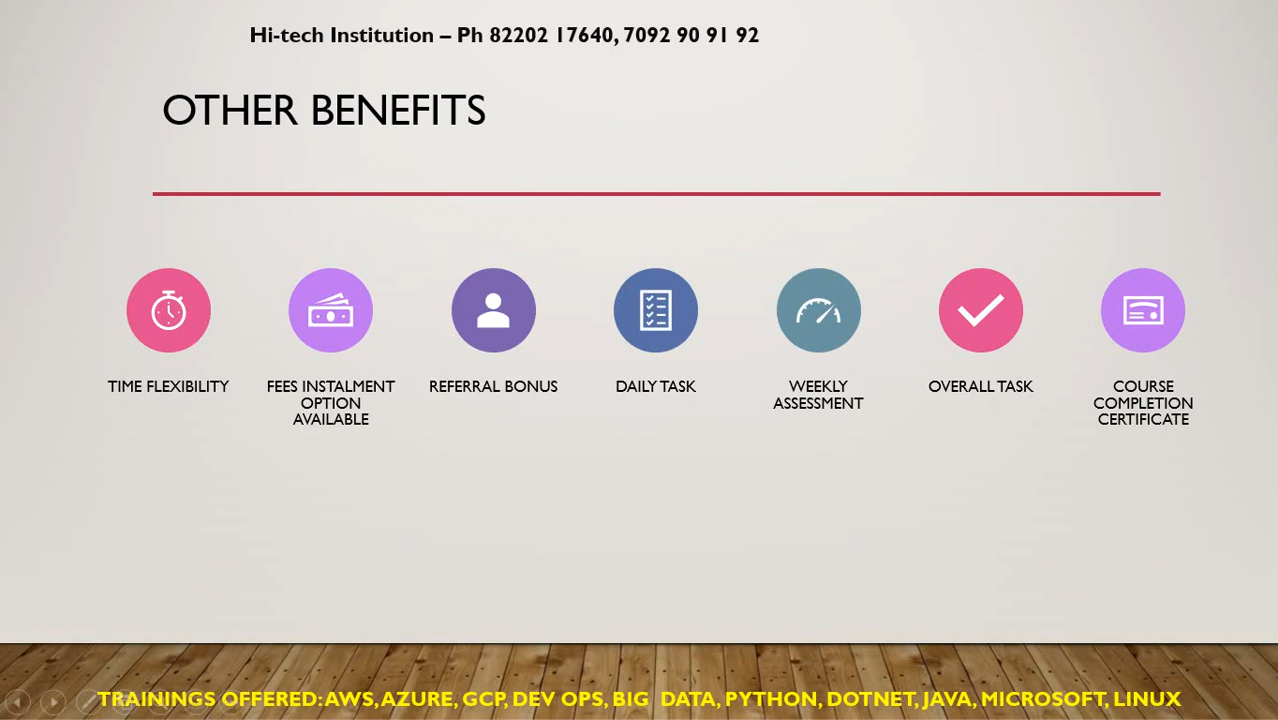 Hi-tech Institution – Ph 82202 17640, 7092 90 91 92
OTHER BENEFITS
TIME FLEXIBILITY
FEES INSTALMENT
OPTION
AVAILABLE
REFERRAL BONUS
DAILY TASK
WEEKLY
ASSESSMENT
OVERALL TASK
COURSE
COMPLETION
CERTIFICATE
TRAININGS OFFERED: AWS, AZURE, GCP, DEV OPS, BIG  DATA, PYTHON, DOTNET, JAVA, MICROSOFT, LINUX